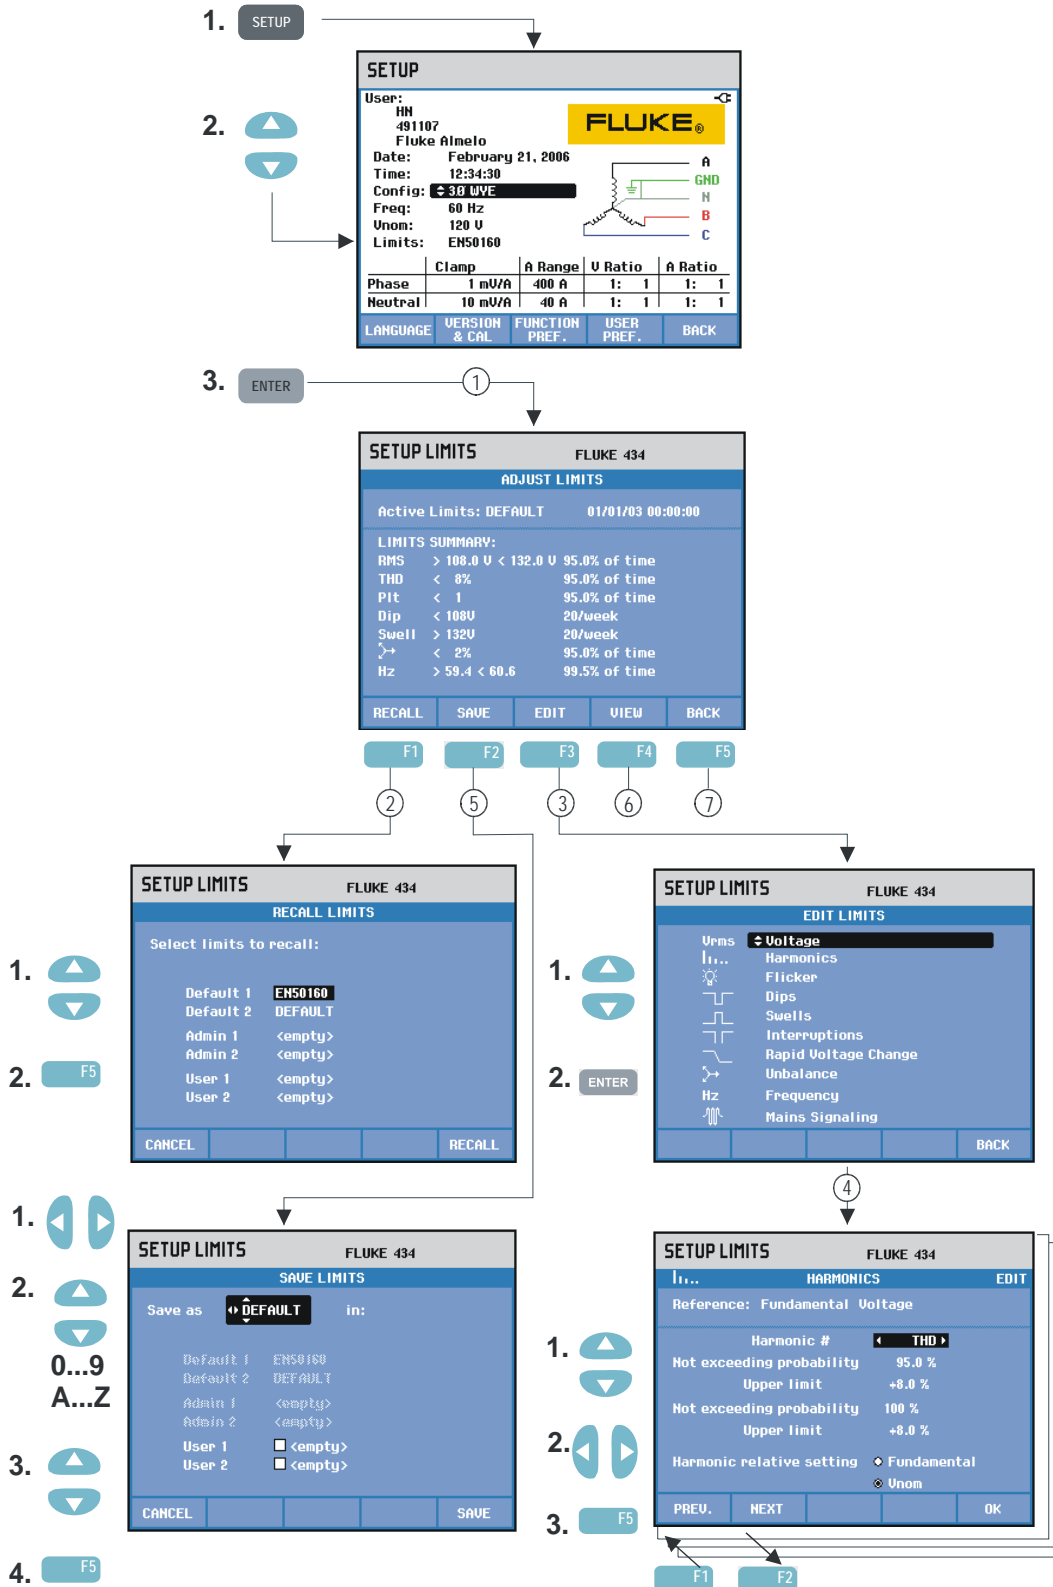 1. SETUP
SETUP
User:
HN
491107
Fluke Almelo
FLUKE®
2.
Date: February 21, 2006
Time: 12:34:30
Config: 3Ø WYE
Freq: 60 Hz
Vnom: 120 V
Limits: EN50160
A
GND
N
B
C
Clamp A Range V Ratio A Ratio
Phase 1 mV/A 400 A 1: 1 1: 1
Neutral 10 mV/A 40 A 1: 1 1: 1
LANGUAGE VERSION & CAL FUNCTION PREF. USER PREF. BACK
3. ENTER 1
SETUP LIMITS FLUKE 434
ADJUST LIMITS
Active Limits: DEFAULT 01/01/03 00:00:00
LIMITS SUMMARY:
RMS > 108.0 V < 132.0 V 95.0% of time
THD < 8% 95.0% of time
Plt < 1 95.0% of time
Dip < 108V 20/week
Swell > 132V 20/week
< 2% 95.0% of time
Hz > 59.4 < 60.6 99.5% of time
RECALL SAVE EDIT VIEW BACK
F1 F2 F3 F4 F5
2 5 3 6 7
SETUP LIMITS FLUKE 434
RECALL LIMITS
Select limits to recall:
1.
Default 1 EN50160
Default 2 DEFAULT
Admin 1 <empty>
Admin 2 <empty>
2. F5
User 1 <empty>
User 2 <empty>
CANCEL RECALL
SETUP LIMITS FLUKE 434
EDIT LIMITS
Vrms Voltage
Harmonics
1.
Flicker
Dips
Swells
Interruptions
Rapid Voltage Change
2. ENTER
Unbalance
Hz Frequency
Mains Signaling
BACK
4
1.
SETUP LIMITS FLUKE 434
SAVE LIMITS
2.
Save as DEFAULT in:
0...9
A...Z
Default 1 EN50160
Default 2 DEFAULT
Admin 1 <empty>
Admin 2 <empty>
3.
User 1 <empty>
User 2 <empty>
CANCEL SAVE
4. F5
SETUP LIMITS FLUKE 434
HARMONICS EDIT
Reference: Fundamental Voltage
1.
Harmonic # THD
Not exceeding probability 95.0 %
Upper limit +8.0 %
Not exceeding probability 100 %
Upper limit +8.0 %
2.
Harmonic relative setting Fundamental
Vnom
PREV. NEXT OK
3. F5
F1 F2